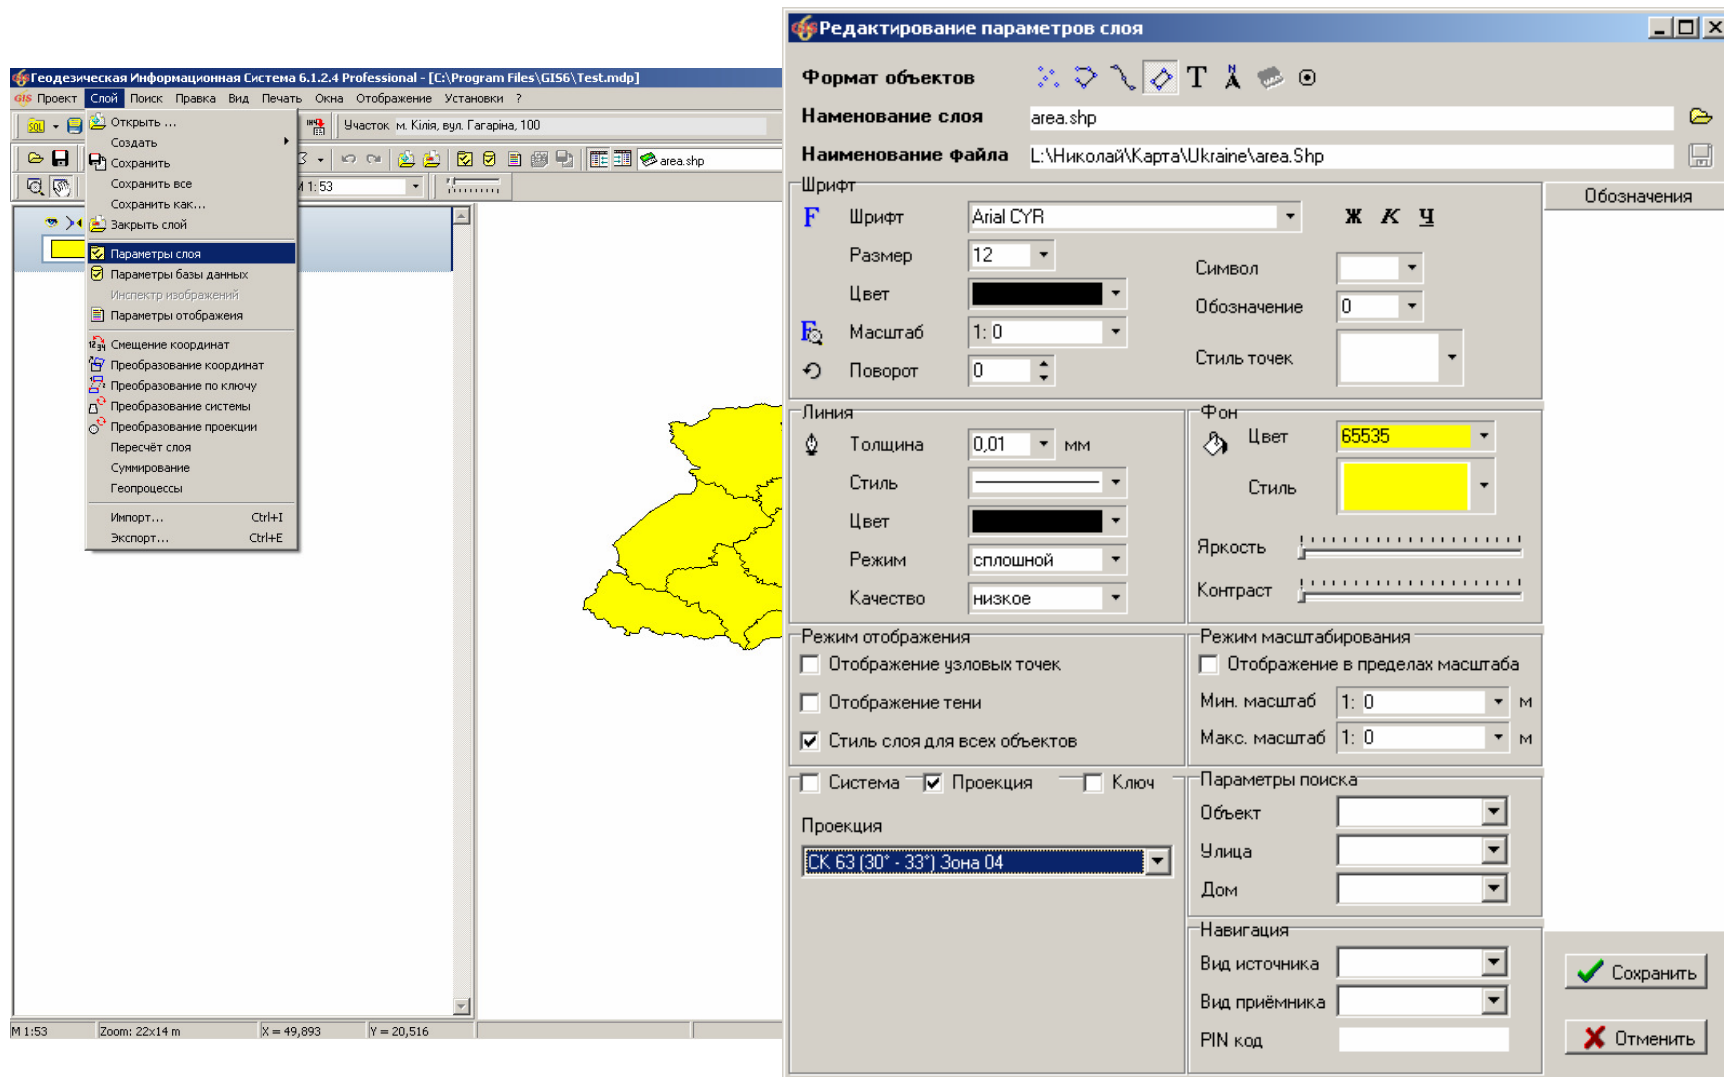 Геодезическая Информационная Система 6.1.2.4 Professional - [C:\Program Files\GIS6\Test.mdp]
GIS Проект Слой Поиск Правка Вид Печать Окна Отображение Установки ?
SQL Участок м. Кілія, вул. Гагаріна, 100
area.shp
1:53
Открыть ...
Создать
Сохранить
Сохранить все
Сохранить как...
Закрыть слой
Параметры слоя
Параметры базы данных
Инспектр изображений
Параметры отображеия
Смещение координат
Преобразование координат
Преобразование по ключу
Преобразование системы
Преобразование проекции
Пересчёт слоя
Суммирование
Геопроцессы
Импорт... Ctrl+I
Экспорт... Ctrl+E
M 1:53 Zoom: 22x14 m X = 49,893 Y = 20,516
Редактирование параметров слоя
Формат объектов
Наменование слоя area.shp
Наименование файла L:\Николай\Карта\Ukraine\area.Shp
Обозначения
Шрифт
Шрифт Arial CYR Ж К Ч
Размер 12
Цвет
Масштаб 1: 0
Поворот 0
Символ
Обозначение 0
Стиль точек
Линия
Толщина 0,01 мм
Стиль
Цвет
Режим сплошной
Качество низкое
Фон
Цвет 65535
Стиль
Яркость
Контраст
Режим отображения
Отображение узловых точек
Отображение тени
Стиль слоя для всех объектов
Режим масштабирования
Отображение в пределах масштаба
Мин. масштаб 1: 0 м
Макс. масштаб 1: 0 м
Система Проекция Ключ
Проекция
СК 63 (30° - 33°) Зона 04
Параметры поиска
Объект
Улица
Дом
Навигация
Вид источника
Вид приёмника
PIN код
Сохранить
Отменить